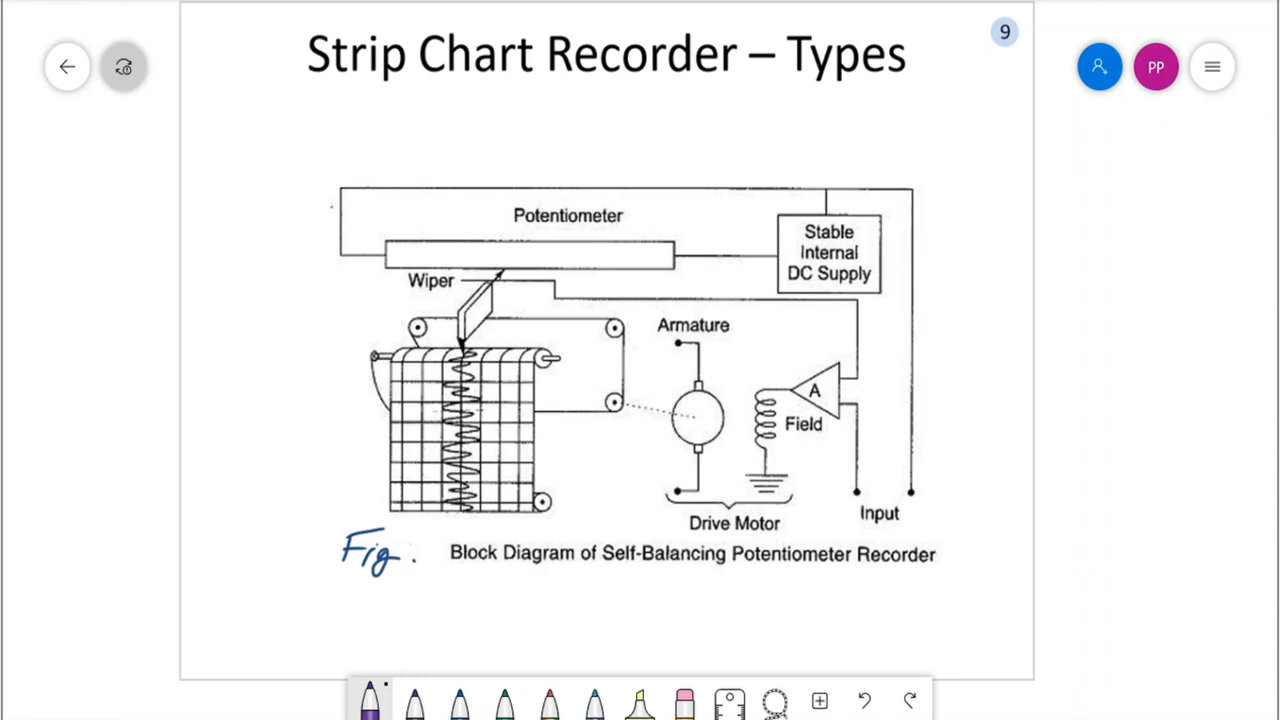 Strip Chart Recorder – Types
9
PP
Potentiometer
Stable
Internal
DC Supply
Wiper
Armature
A
Field
Input
Drive Motor
Fig.
Block Diagram of Self-Balancing Potentiometer Recorder